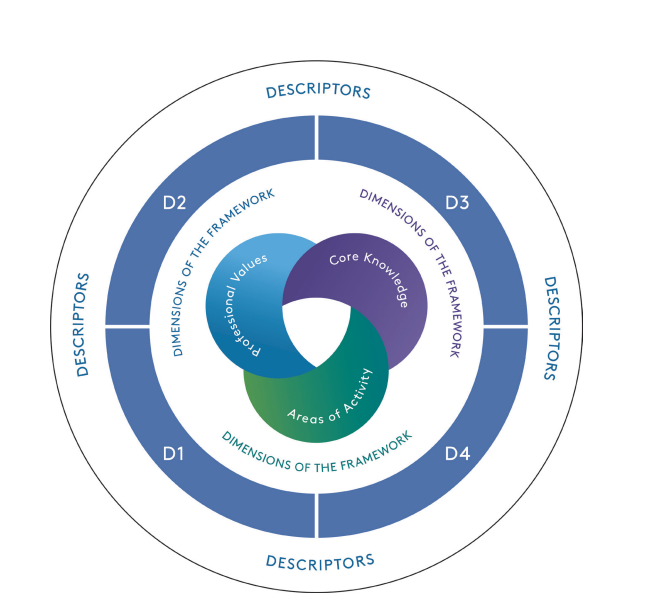 DESCRIPTORS
D2
D3
DIMENSIONS OF THE FRAMEWORK
DIMENSIONS OF THE FRAMEWORK
Professional Values
Core Knowledge
DESCRIPTORS
DESCRIPTORS
Areas of Activity
DIMENSIONS OF THE FRAMEWORK
D1
D4
DESCRIPTORS